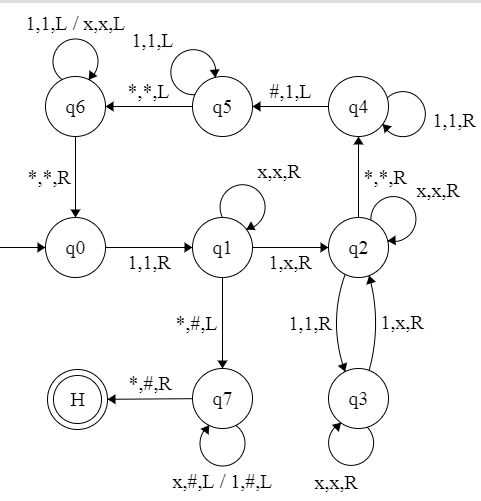 1,1,L / x,x,L
1,1,L
q6
*,*,L
q5
#,1,L
q4
1,1,R
*,*,R
x,x,R
*,*,R
x,x,R
q0
1,1,R
q1
1,x,R
q2
*,#,L
1,1,R
1,x,R
H
*,#,R
q7
q3
x,#,L / 1,#,L
x,x,R